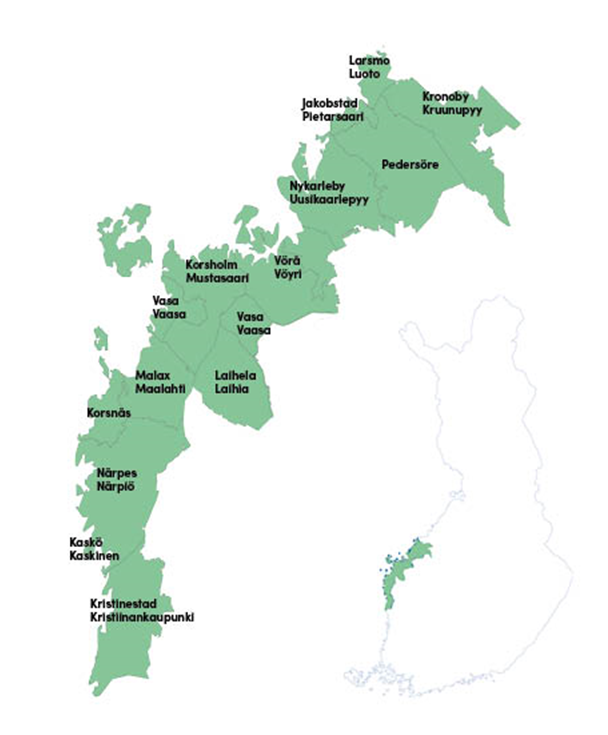 Larsmo
Luoto
Kronoby
Kruunupyy
Jakobstad
Pietarsaari
Pedersöre
Nykarleby
Uusikaarlepyy
Vörå
Vöyri
Korsholm
Mustasaari
Vasa
Vaasa
Vasa
Vaasa
Malax
Maalahti
Laihela
Laihia
Korsnäs
Närpes
Närpiö
Kaskö
Kaskinen
Kristinestad
Kristiinankaupunki